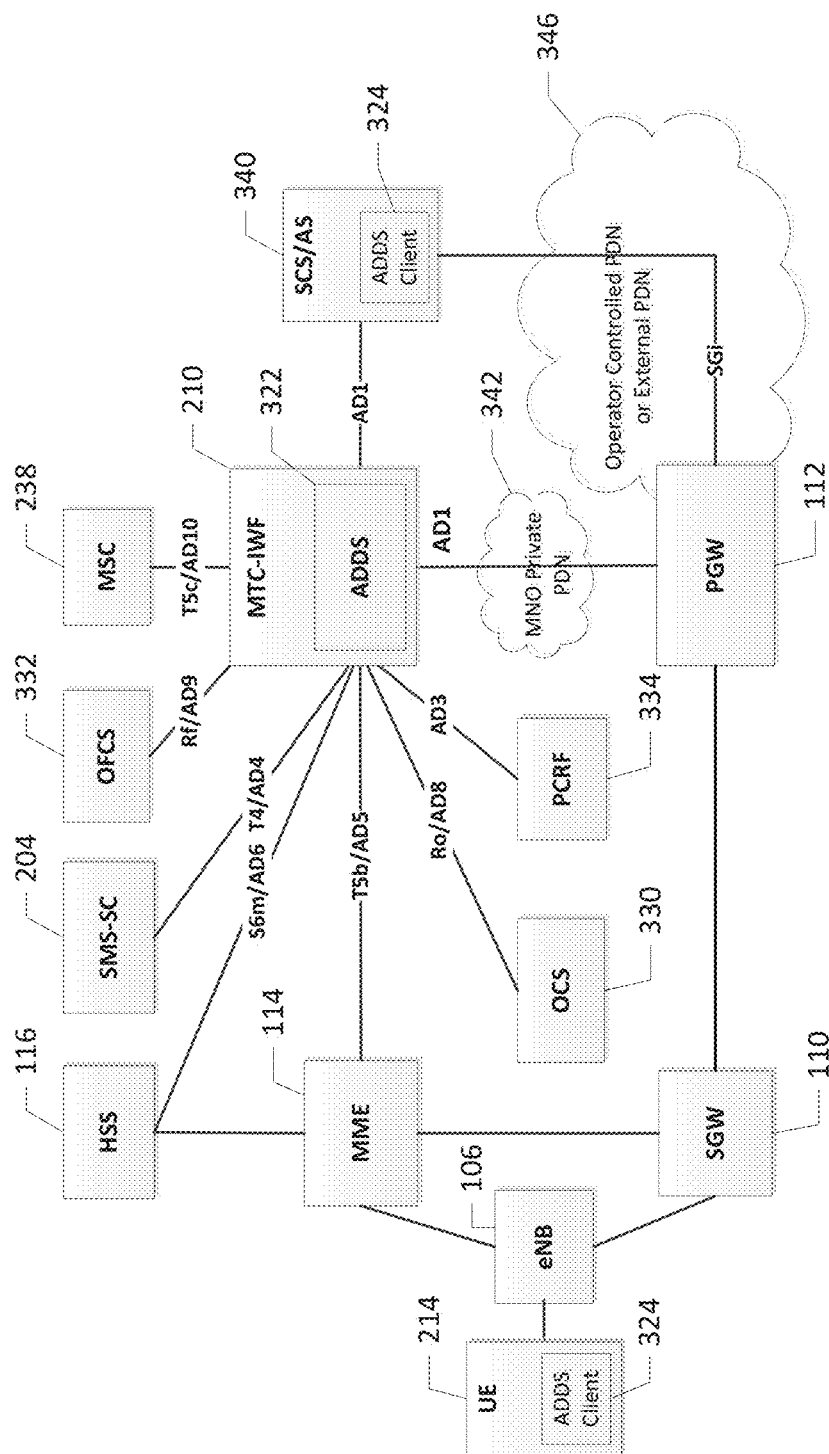 116
HSS
204
SMS-SC
332
OFCS
238
MSC
T5c/AD10
Rf/AD9
T4/AD4
S6m/AD6
210
322
MTC-IWF
ADDS
340
SCS/AS
324
ADDS
Client
AD1
114
MME
T5b/AD5
Ro/AD8
AD3
AD1
342
MNO Private
PDN
346
Operator Controlled PDN
or External PDN
SGi
106
eNB
214
UE
ADDS
Client
324
OCS
330
PCRF
334
SGW
110
PGW
112